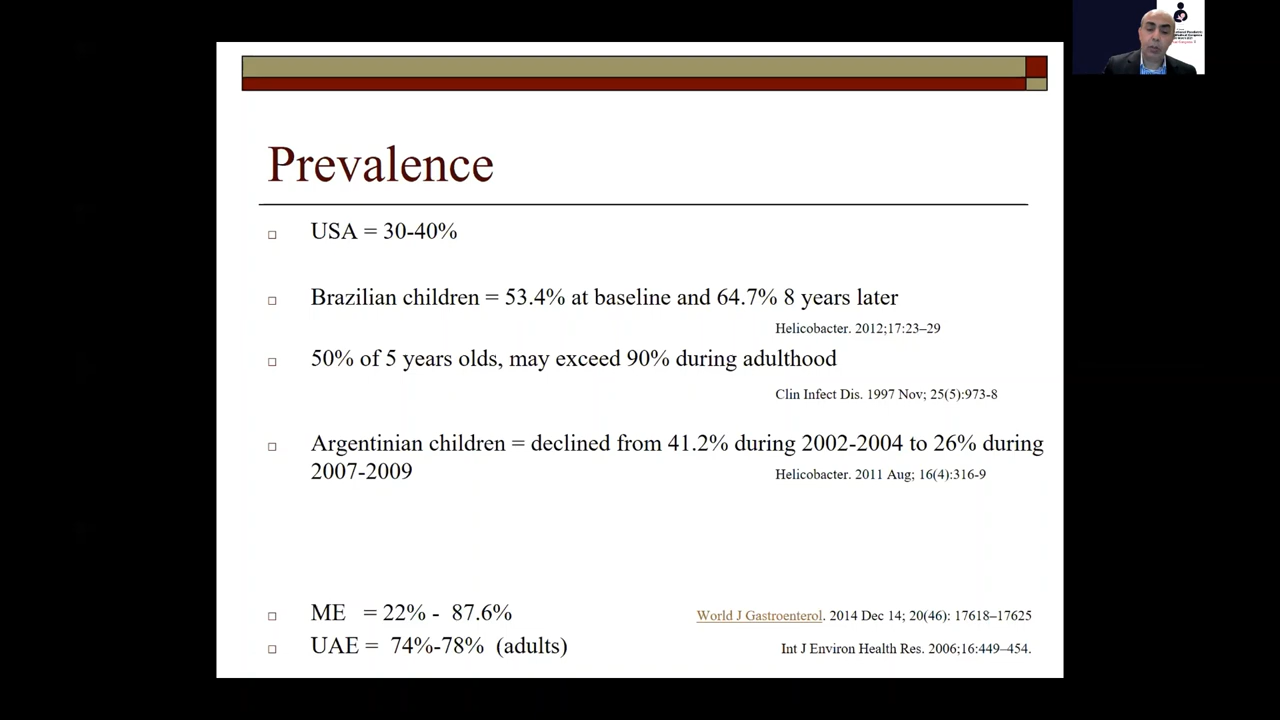 Prevalence
□ USA = 30-40%
□ Brazilian children = 53.4% at baseline and 64.7% 8 years later
Helicobacter. 2012;17:23–29
□ 50% of 5 years olds, may exceed 90% during adulthood
Clin Infect Dis. 1997 Nov; 25(5):973-8
□ Argentinian children = declined from 41.2% during 2002-2004 to 26% during
2007-2009
Helicobacter. 2011 Aug; 16(4):316-9
□ ME = 22% - 87.6%
World J Gastroenterol. 2014 Dec 14; 20(46): 17618–17625
□ UAE = 74%-78% (adults)
Int J Environ Health Res. 2006;16:449–454.